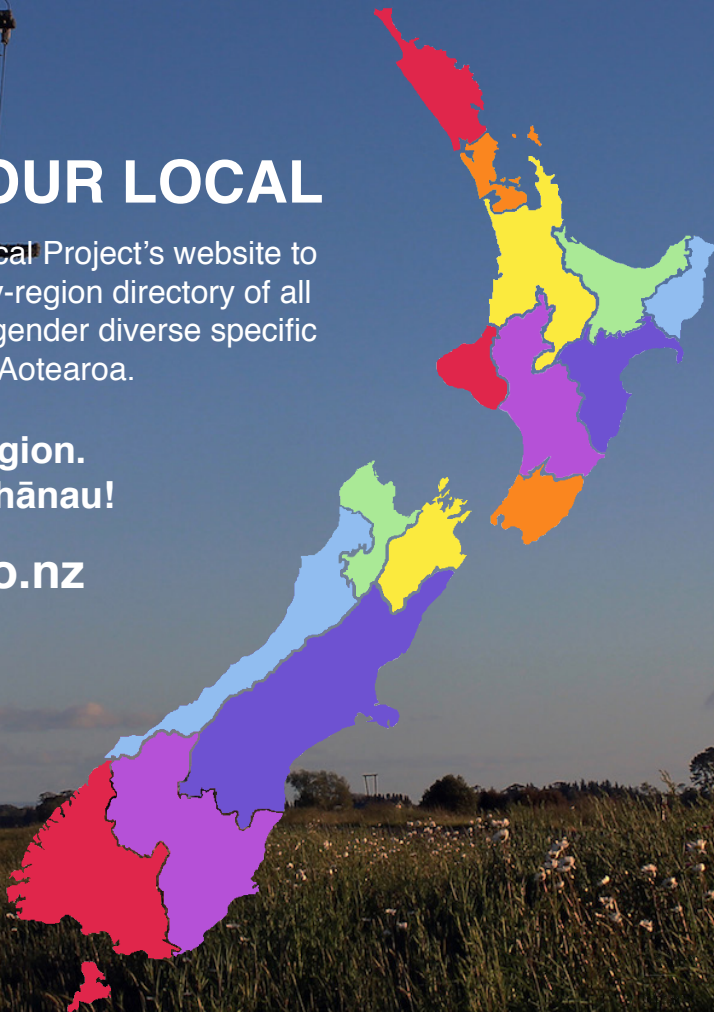 OUR LOCAL
cal Project's website to
y-region directory of all
gender diverse specific
Aotearoa.
gion.
hānau!
o.nz